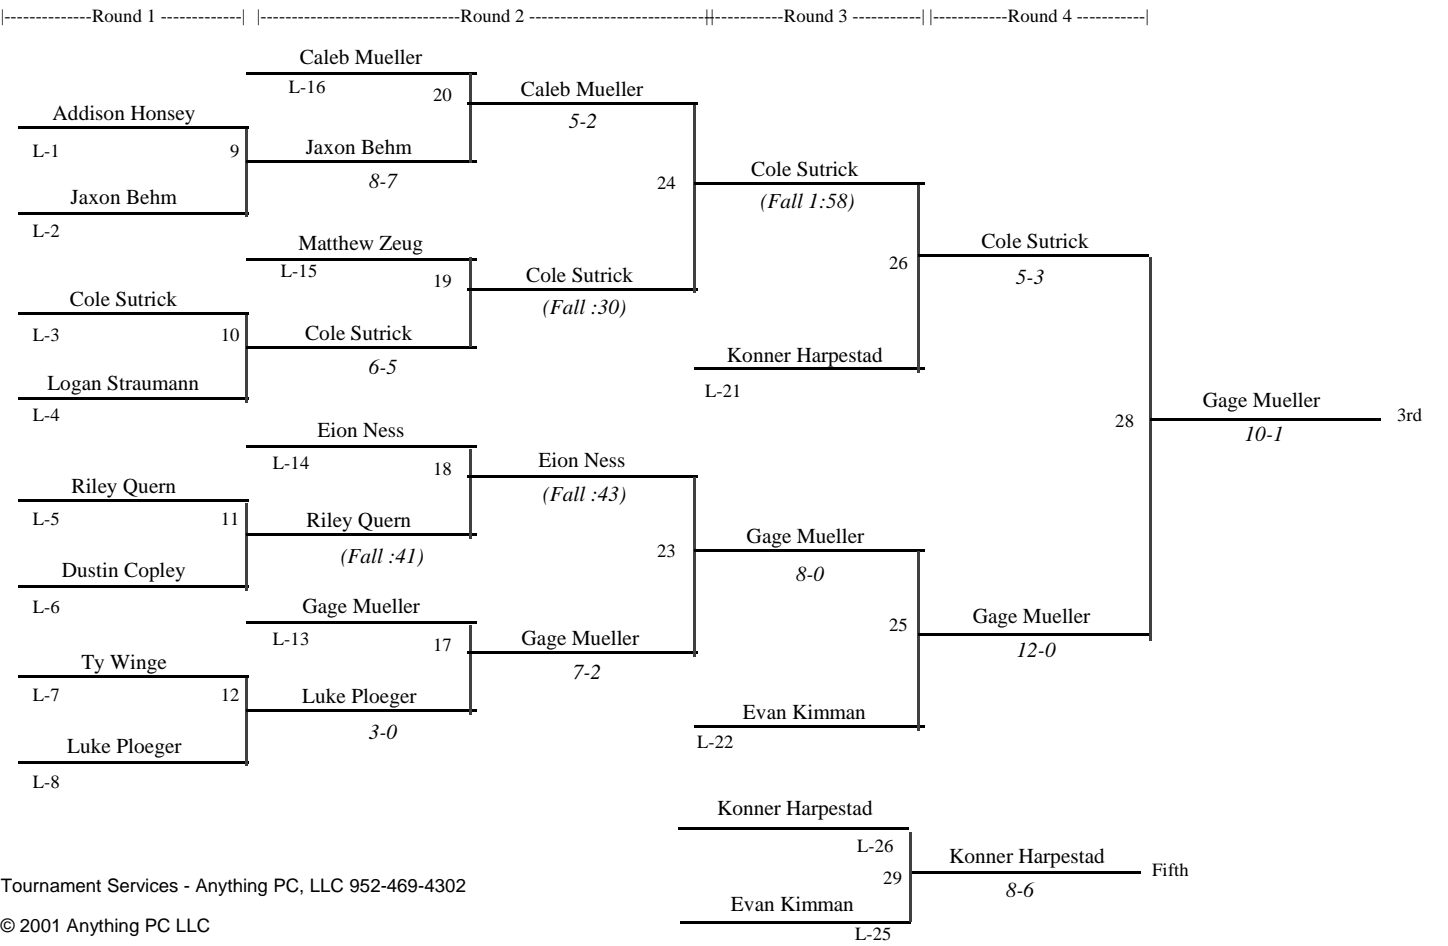 |--------------Round 1 -------------| |--------------------------------Round 2 ----------------------------||-----------Round 3 -----------| |------------Round 4 -----------|
Caleb Mueller
L-16
20
Caleb Mueller
5-2
Addison Honsey
L-1
9
Jaxon Behm
8-7
Jaxon Behm
L-2
24
Cole Sutrick
(Fall 1:58)
Matthew Zeug
L-15
19
Cole Sutrick
(Fall :30)
Cole Sutrick
L-3
10
Cole Sutrick
6-5
Logan Straumann
L-4
26
Cole Sutrick
5-3
Konner Harpestad
L-21
Eion Ness
L-14
18
Eion Ness
(Fall :43)
Riley Quern
L-5
11
Riley Quern
(Fall :41)
Dustin Copley
L-6
23
Gage Mueller
8-0
28
Gage Mueller
10-1
3rd
Gage Mueller
L-13
17
Gage Mueller
7-2
Ty Winge
L-7
12
Luke Ploeger
3-0
Luke Ploeger
L-8
25
Gage Mueller
12-0
Evan Kimman
L-22
Konner Harpestad
L-26
29
Konner Harpestad
8-6
Fifth
Evan Kimman
L-25
Tournament Services - Anything PC, LLC 952-469-4302
© 2001 Anything PC LLC